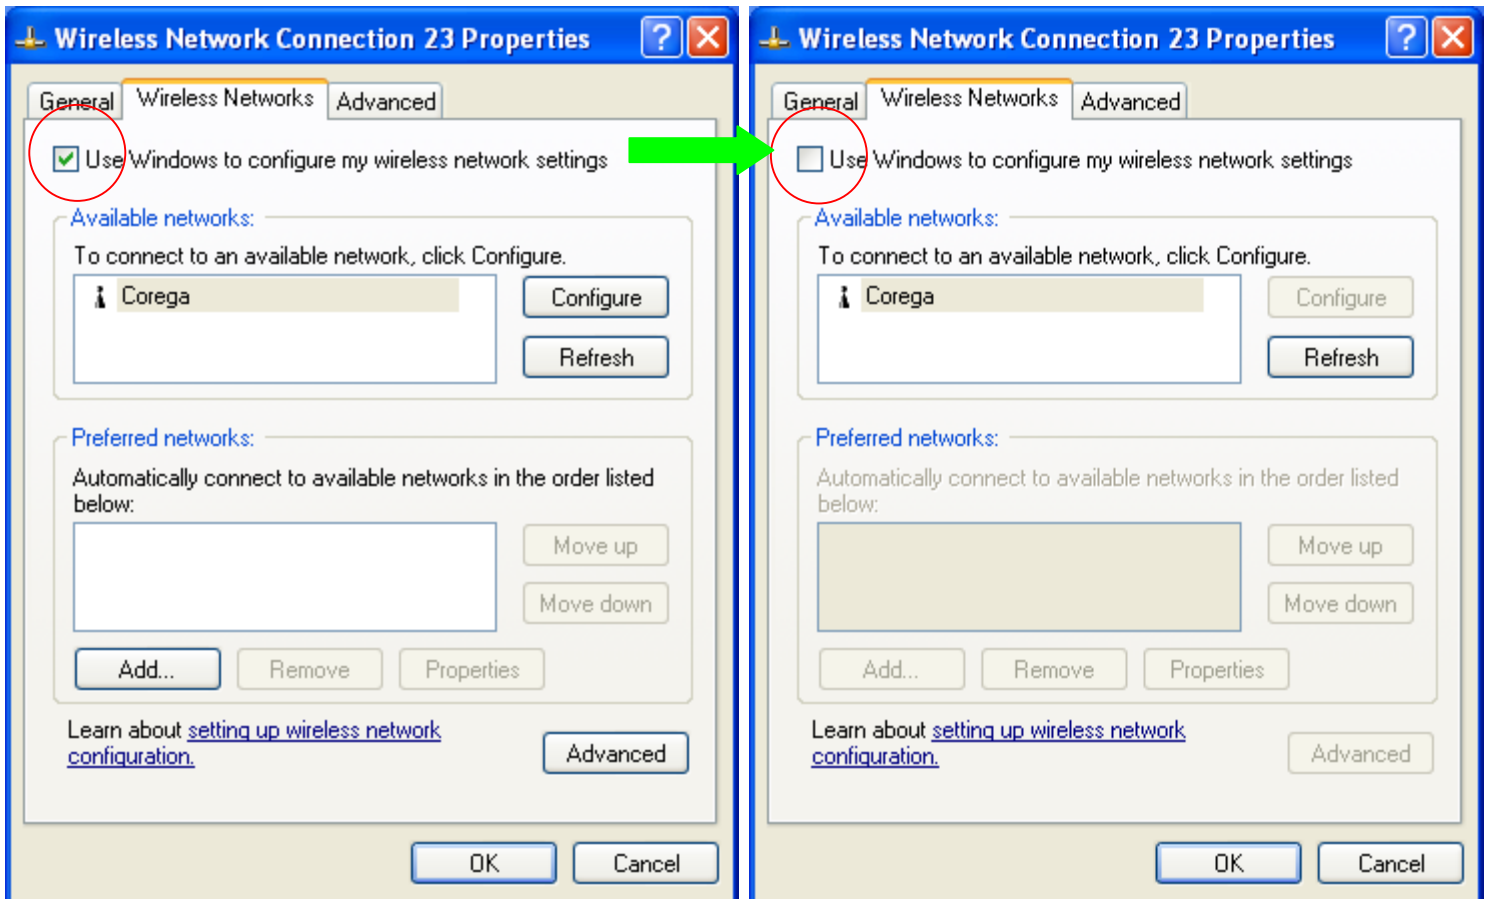 Wireless Network Connection 23 Properties
?
General
Wireless Networks
Advanced
Use Windows to configure my wireless network settings
Available networks:
To connect to an available network, click Configure.
Corega
Configure
Refresh
Preferred networks:
Automatically connect to available networks in the order listed
below:
Move up
Move down
Add...
Remove
Properties
Learn about setting up wireless network
configuration.
Advanced
OK
Cancel
Wireless Network Connection 23 Properties
?
General
Wireless Networks
Advanced
Use Windows to configure my wireless network settings
Available networks:
To connect to an available network, click Configure.
Corega
Configure
Refresh
Preferred networks:
Automatically connect to available networks in the order listed
below:
Move up
Move down
Add...
Remove
Properties
Learn about setting up wireless network
configuration.
Advanced
OK
Cancel